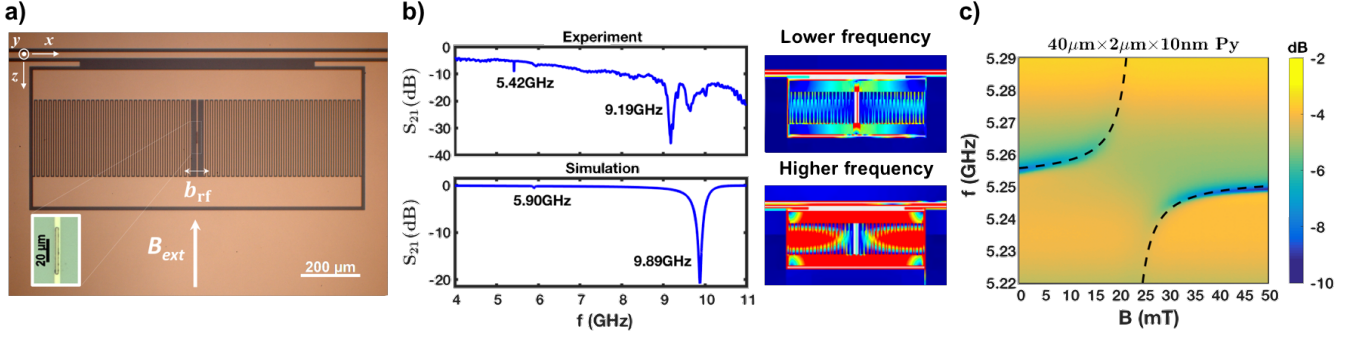 a)
y
x
z
b_rf
B_ext
20 μm
200 μm
b)
Experiment
0
-10
-20
-30
-40
S_21 (dB)
5.42GHz
9.19GHz
Simulation
0
-10
-20
S_21 (dB)
5.90GHz
9.89GHz
4 5 6 7 8 9 10 11
f (GHz)
Lower frequency
Higher frequency
c)
40μm×2μm×10nm Py
dB
5.29
5.28
5.27
5.26
5.25
5.24
5.23
5.22
f (GHz)
0 5 10 15 20 25 30 35 40 45 50
B (mT)
-2
-4
-6
-8
-10